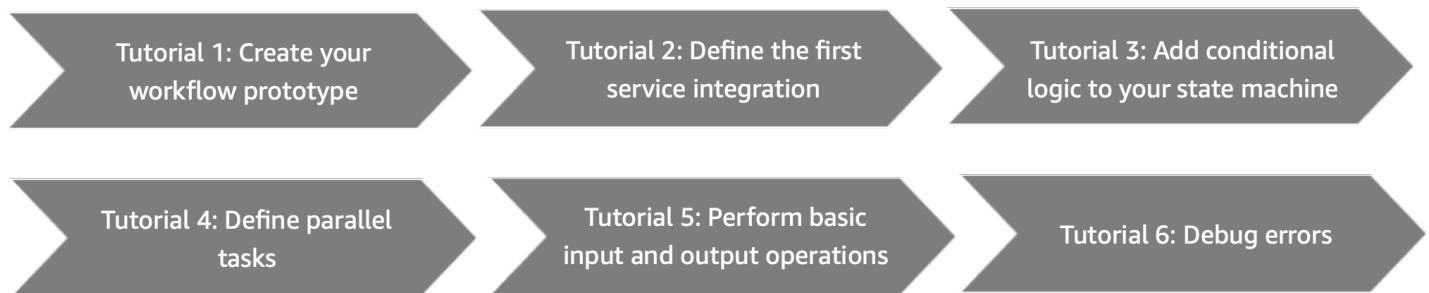 Tutorial 1: Create your
workflow prototype
Tutorial 2: Define the first
service integration
Tutorial 3: Add conditional
logic to your state machine
Tutorial 4: Define parallel
tasks
Tutorial 5: Perform basic
input and output operations
Tutorial 6: Debug errors